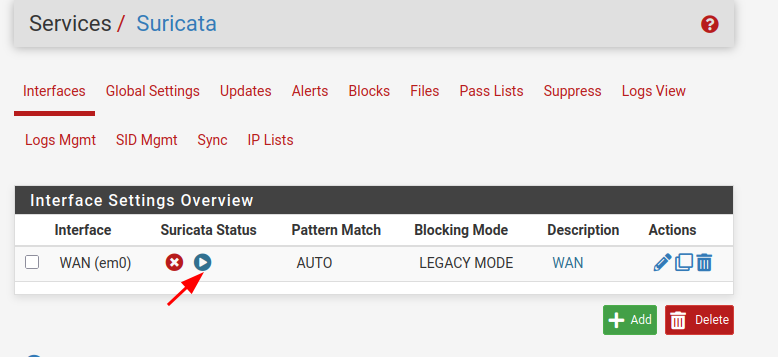 Services / Suricata
Interfaces Global Settings Updates Alerts Blocks Files Pass Lists Suppress Logs View
Logs Mgmt SID Mgmt Sync IP Lists
Interface Settings Overview
Interface Suricata Status Pattern Match Blocking Mode Description Actions
WAN (em0) AUTO LEGACY MODE WAN
Add Delete